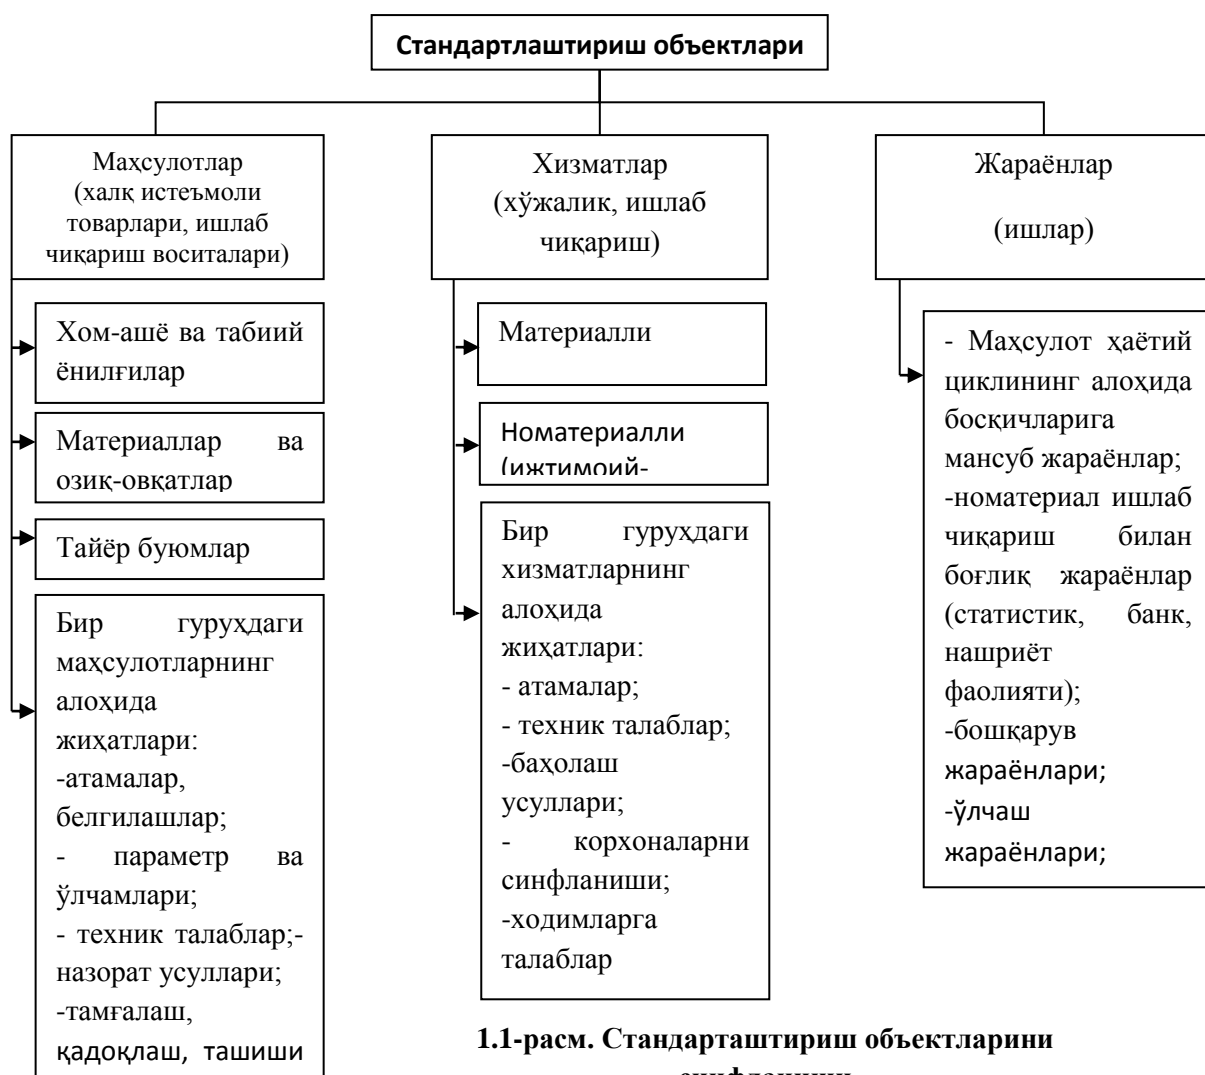 Стандартлаштириш объектлари
Маҳсулотлар
(халқ истеъмоли
товарлари, ишлаб
чиқариш воситалари)
Хом-ашё ва табиий
ёнилғилар
Материаллар ва
озиқ-овқатлар
Тайёр буюмлар
Бир гуруҳдаги
маҳсулотларнинг
алоҳида
жиҳатлари:
-атамалар,
белгилашлар;
- параметр ва
ўлчамлари;
- техник талаблар;-
назорат усуллари;
-тамғалаш,
қадоқлаш, ташиши
Хизматлар
(хўжалик, ишлаб
чиқариш)
Материалли
Номатериалли
(ижтимоий-
Бир гуруҳдаги
хизматларнинг
алоҳида
жиҳатлари:
- атамалар;
- техник талаблар;
-баҳолаш
усуллари;
- корхоналарни
синфланиши;
-ходимларга
талаблар
Жараёнлар
(ишлар)
- Маҳсулот ҳаётий
циклининг алоҳида
босқичларига
мансуб жараёнлар;
-номатериал ишлаб
чиқариш билан
боғлиқ жараёнлар
(статистик, банк,
нашриёт
фаолияти);
-бошқарув
жараёнлари;
-ўлчаш
жараёнлари;
1.1-расм. Стандарташтириш объектларини